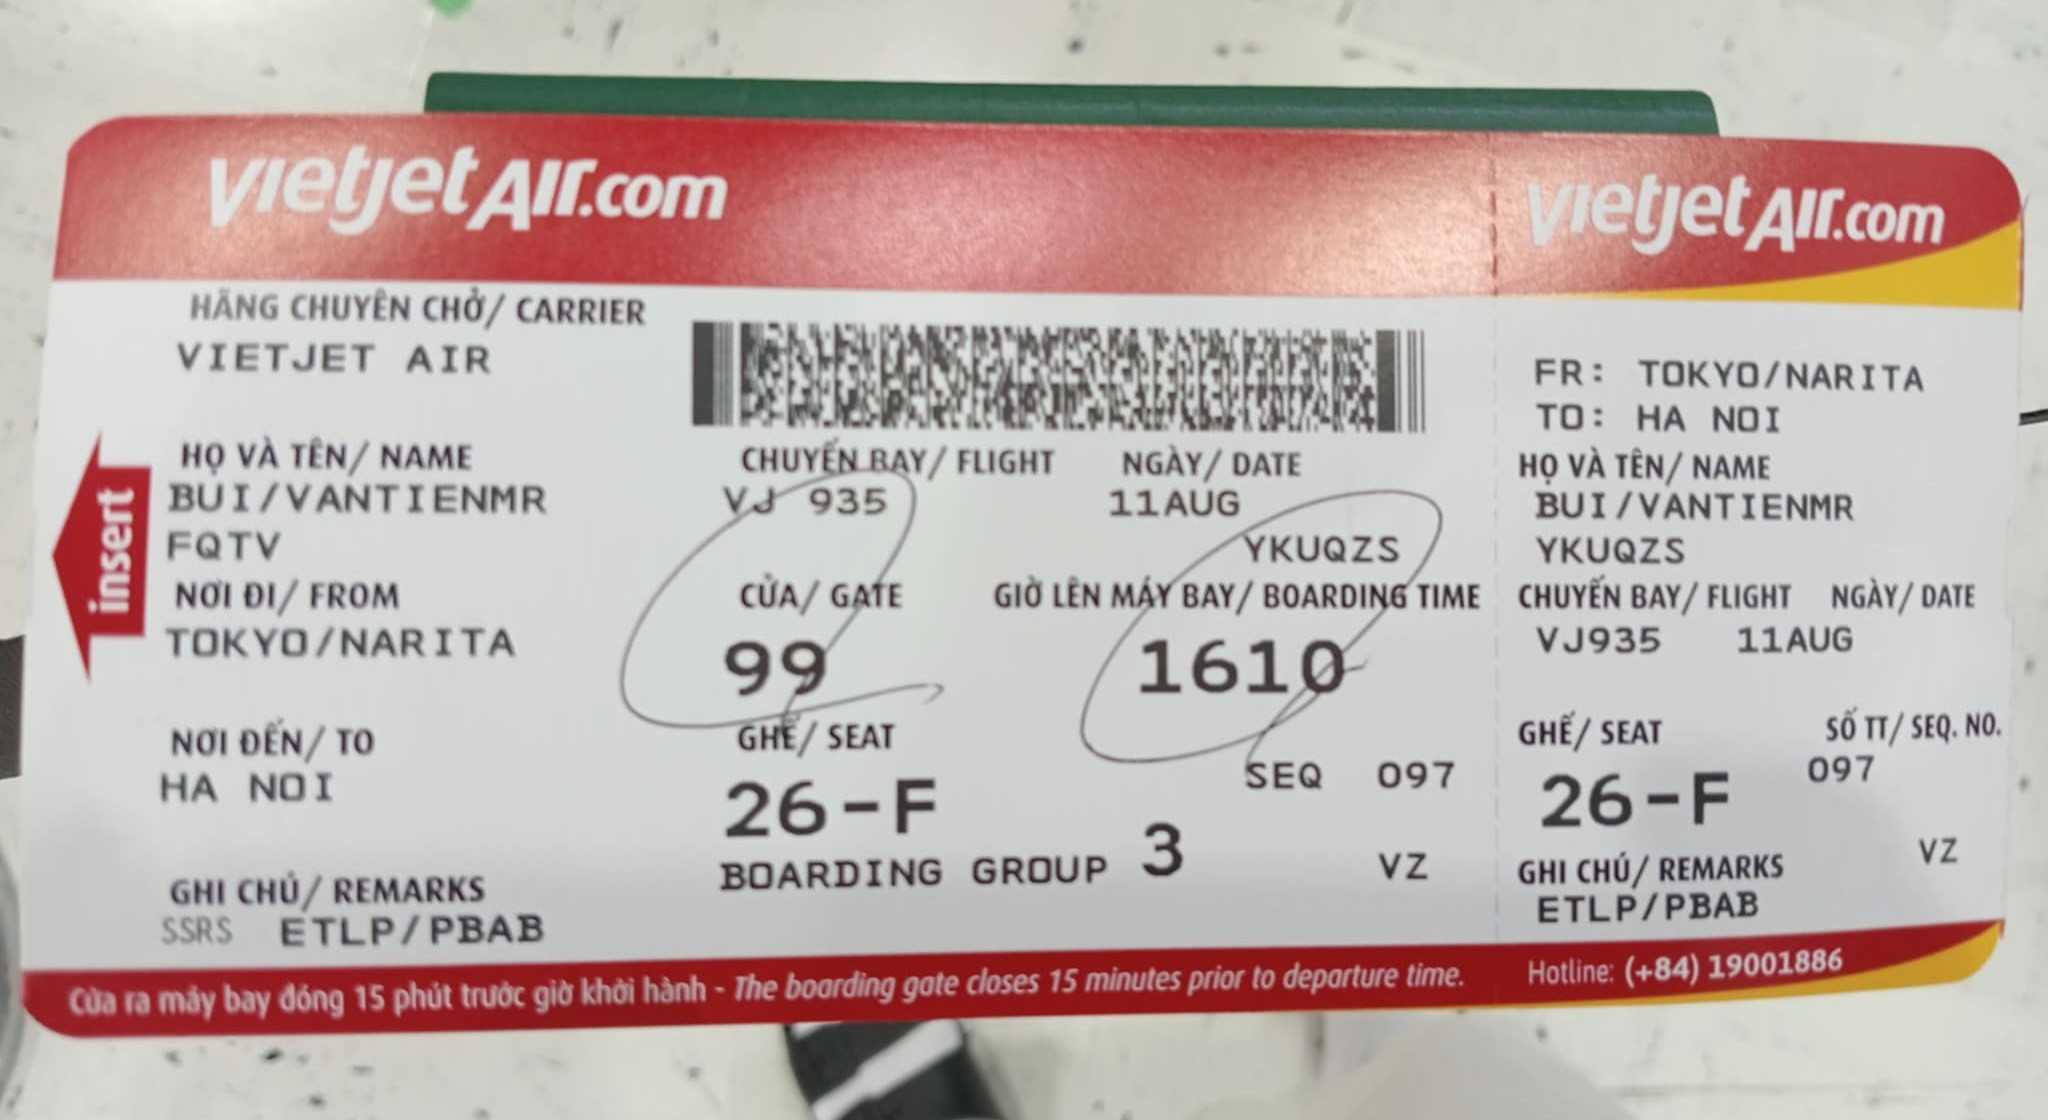 vietjetAir.com
HÃNG CHUYÊN CHỞ/ CARRIER
VIETJET AIR
HỌ VÀ TÊN/ NAME
BUI/VANTIENMR
FQTV
NƠI ĐI/ FROM
TOKYO/NARITA
NƠI ĐẾN/ TO
HA NOI
GHI CHÚ/ REMARKS
SSRS ETLP/PBAB
insert
CHUYẾN BAY/ FLIGHT NGÀY/ DATE
VJ 935 11AUG
YKUQZS
CỬA/ GATE GIỜ LÊN MÁY BAY/ BOARDING TIME
99 1610
GHẾ/ SEAT
26-F SEQ 097
BOARDING GROUP 3 VZ
Cửa ra máy bay đóng 15 phút trước giờ khởi hành - The boarding gate closes 15 minutes prior to departure time.
vietjetAir.com
FR: TOKYO/NARITA
TO: HA NOI
HỌ VÀ TÊN/ NAME
BUI/VANTIENMR
YKUQZS
CHUYẾN BAY/ FLIGHT NGÀY/ DATE
VJ935 11AUG
GHẾ/ SEAT SỐ TT/ SEQ. NO.
26-F 097
VZ
GHI CHÚ/ REMARKS
ETLP/PBAB
Hotline: (+84) 19001886